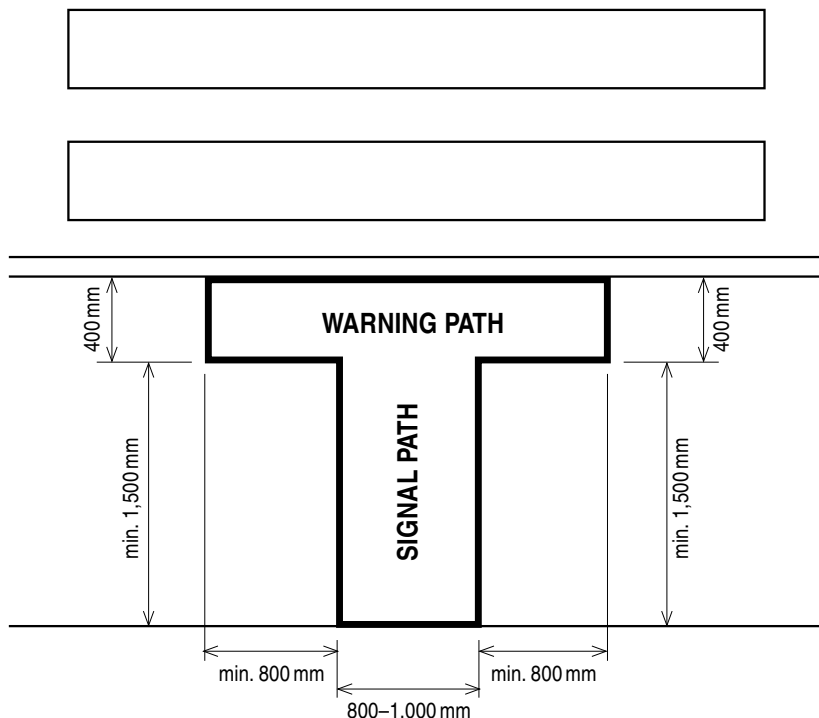 400 mm
WARNING PATH
400 mm
min. 1,500 mm
SIGNAL PATH
min. 1,500 mm
min. 800 mm
min. 800 mm
800–1,000 mm